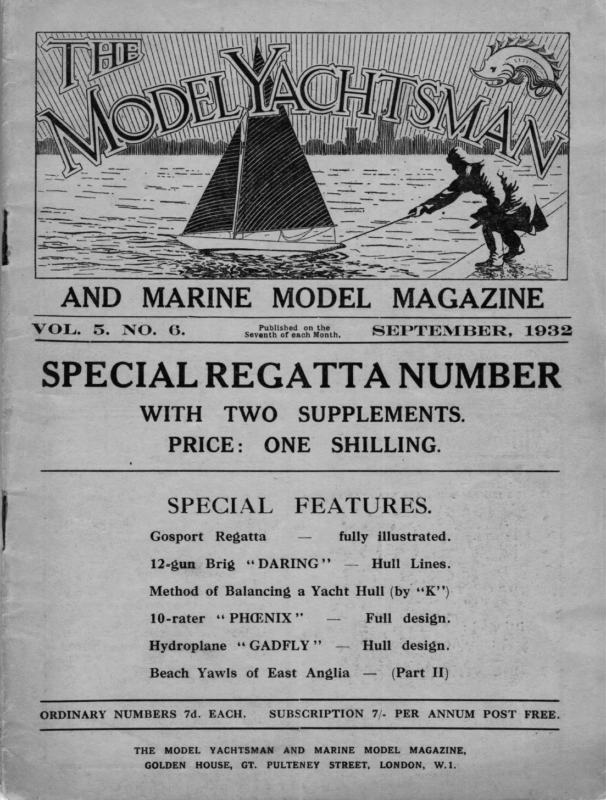 THE
MODEL YACHTSMAN
AND MARINE MODEL MAGAZINE
VOL. 5. NO. 6. Published on the Seventh of each Month. SEPTEMBER, 1932
SPECIAL REGATTA NUMBER
WITH TWO SUPPLEMENTS.
PRICE: ONE SHILLING.
SPECIAL FEATURES.
Gosport Regatta — fully illustrated.
12-gun Brig "DARING" — Hull Lines.
Method of Balancing a Yacht Hull (by "K")
10-rater "PHŒNIX" — Full design.
Hydroplane "GADFLY" — Hull design.
Beach Yawls of East Anglia — (Part II)
ORDINARY NUMBERS 7d. EACH. SUBSCRIPTION 7/- PER ANNUM POST FREE.
THE MODEL YACHTSMAN AND MARINE MODEL MAGAZINE,
GOLDEN HOUSE, GT. PULTENEY STREET, LONDON, W.1.